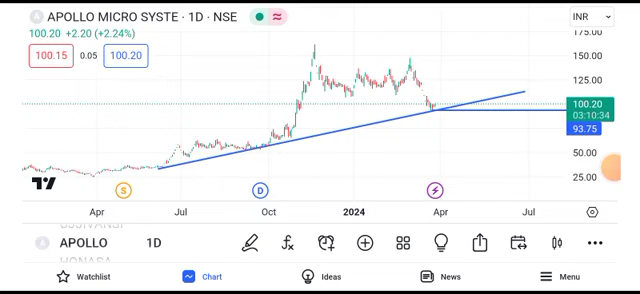 A APOLLO MICRO SYSTE · 1D · NSE
INR
100.20 +2.20 (+2.24%)
175.00
100.15 0.05 100.20
150.00
125.00
100.20
03:10:34
93.75
50.00
25.00
S D
Apr Jul Oct 2024 Apr Jul
A APOLLO 1D
Watchlist Chart Ideas News Menu